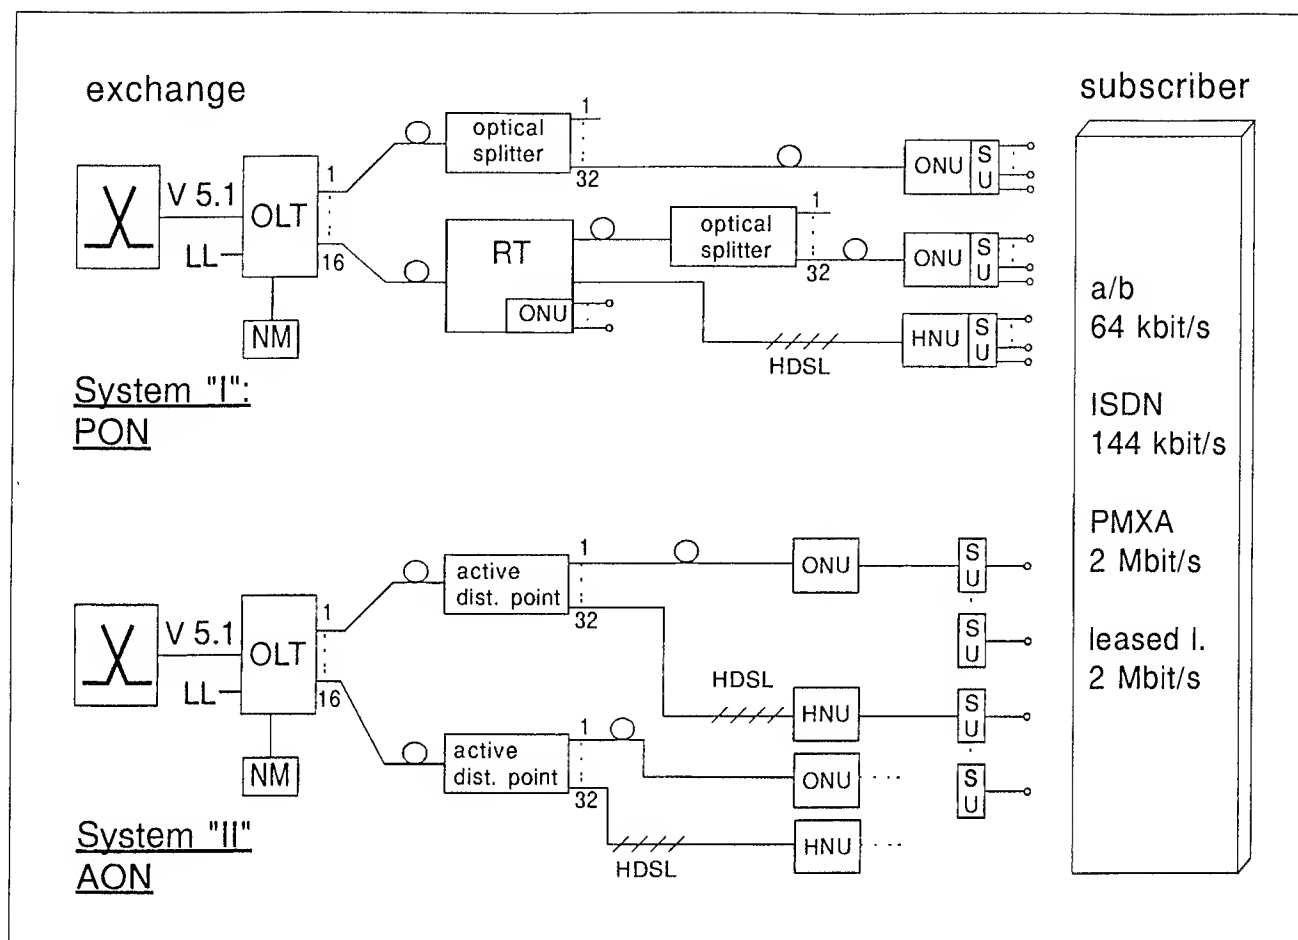 exchange
subscriber
V 5.1
OLT
LL
NM
1
16
optical
splitter
1
32
ONU
S
U
RT
ONU
optical
splitter
1
32
ONU
S
U
HDSL
HNU
S
U
System "I":
PON
a/b
64 kbit/s
ISDN
144 kbit/s
PMXA
2 Mbit/s
leased l.
2 Mbit/s
V 5.1
OLT
LL
NM
1
16
active
dist. point
1
32
ONU
S
U
S
U
HDSL
HNU
S
U
S
U
active
dist. point
1
32
ONU
HDSL
HNU
System "II"
AON